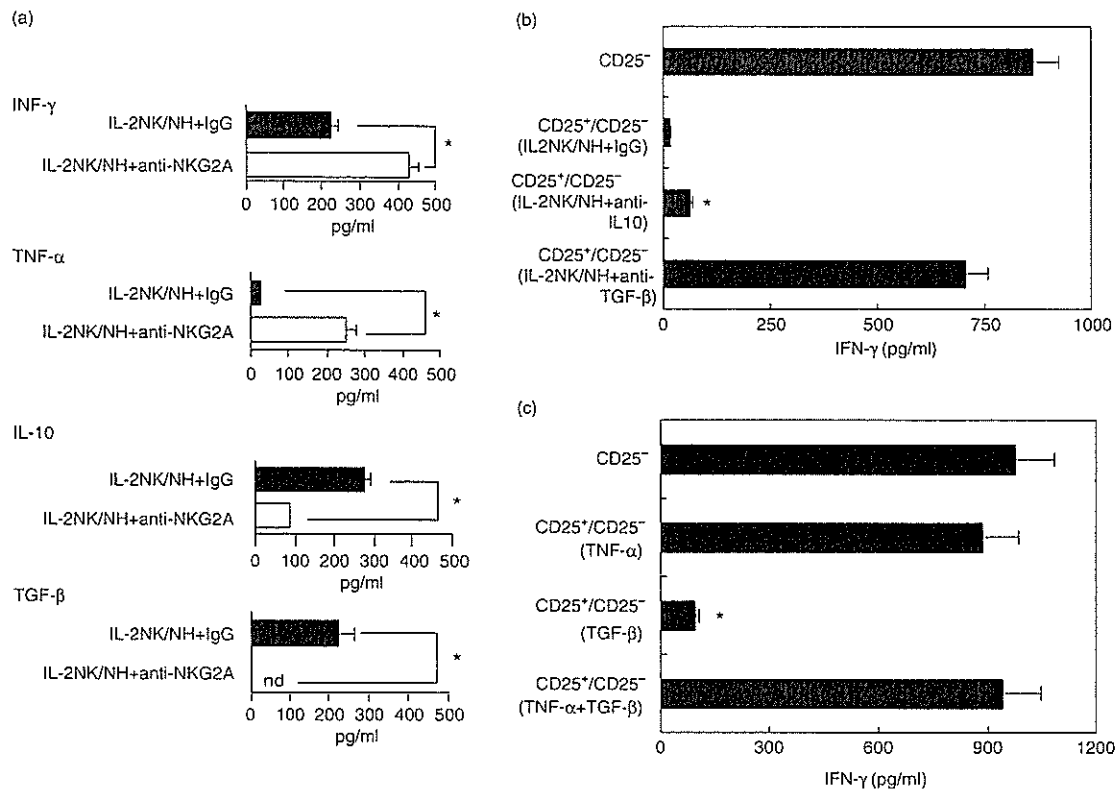 (a)
INF-γ
IL-2NK/NH+IgG
IL-2NK/NH+anti-NKG2A
*
0 100 200 300 400 500
pg/ml
TNF-α
IL-2NK/NH+IgG
IL-2NK/NH+anti-NKG2A
*
0 100 200 300 400 500
pg/ml
IL-10
IL-2NK/NH+IgG
IL-2NK/NH+anti-NKG2A
*
0 100 200 300 400 500
pg/ml
TGF-β
IL-2NK/NH+IgG
IL-2NK/NH+anti-NKG2A
nd
*
0 100 200 300 400 500
pg/ml
(b)
CD25⁻
CD25⁺/CD25⁻
(IL2NK/NH+IgG)
CD25⁺/CD25⁻
(IL-2NK/NH+anti-
IL10)
*
CD25⁺/CD25⁻
(IL-2NK/NH+anti-
TGF-β)
0 250 500 750 1000
IFN-γ (pg/ml)
(c)
CD25⁻
CD25⁺/CD25⁻
(TNF-α)
CD25⁺/CD25⁻
(TGF-β)
*
CD25⁺/CD25⁻
(TNF-α+TGF-β)
0 300 600 900 1200
IFN-γ (pg/ml)